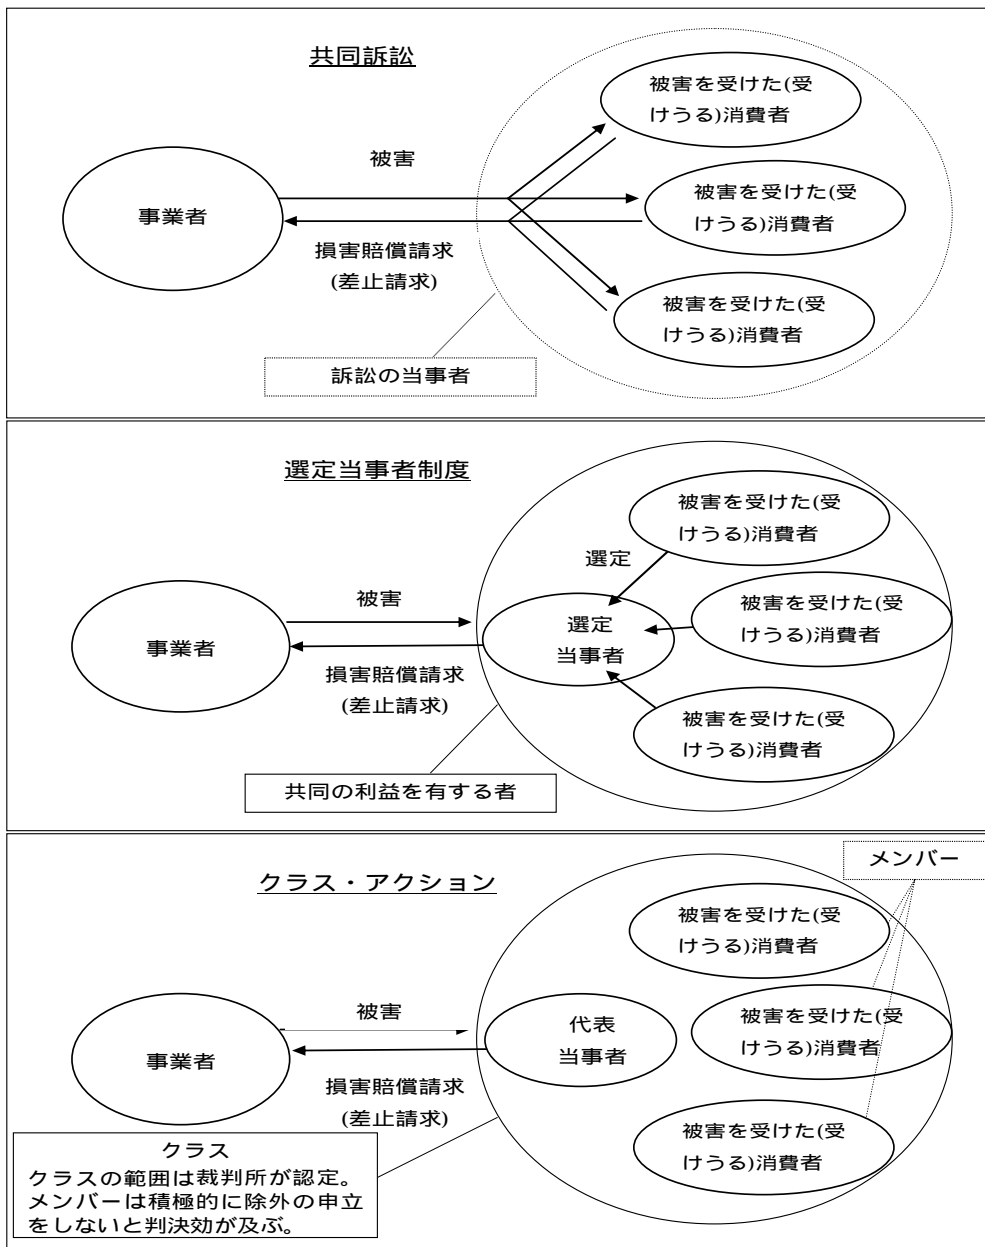 共同訴訟
被害を受けた(受
けうる)消費者
被害
事業者
被害を受けた(受
けうる)消費者
損害賠償請求
(差止請求)
被害を受けた(受
けうる)消費者
訴訟の当事者
選定当事者制度
被害を受けた(受
けうる)消費者
選定
被害
事業者
選定
当事者
被害を受けた(受
けうる)消費者
損害賠償請求
(差止請求)
被害を受けた(受
けうる)消費者
共同の利益を有する者
メンバー
クラス・アクション
被害を受けた(受
けうる)消費者
被害
事業者
代表
当事者
被害を受けた(受
けうる)消費者
損害賠償請求
(差止請求)
被害を受けた(受
けうる)消費者
クラス
クラスの範囲は裁判所が認定。
メンバーは積極的に除外の申立
をしないと判決効が及ぶ。